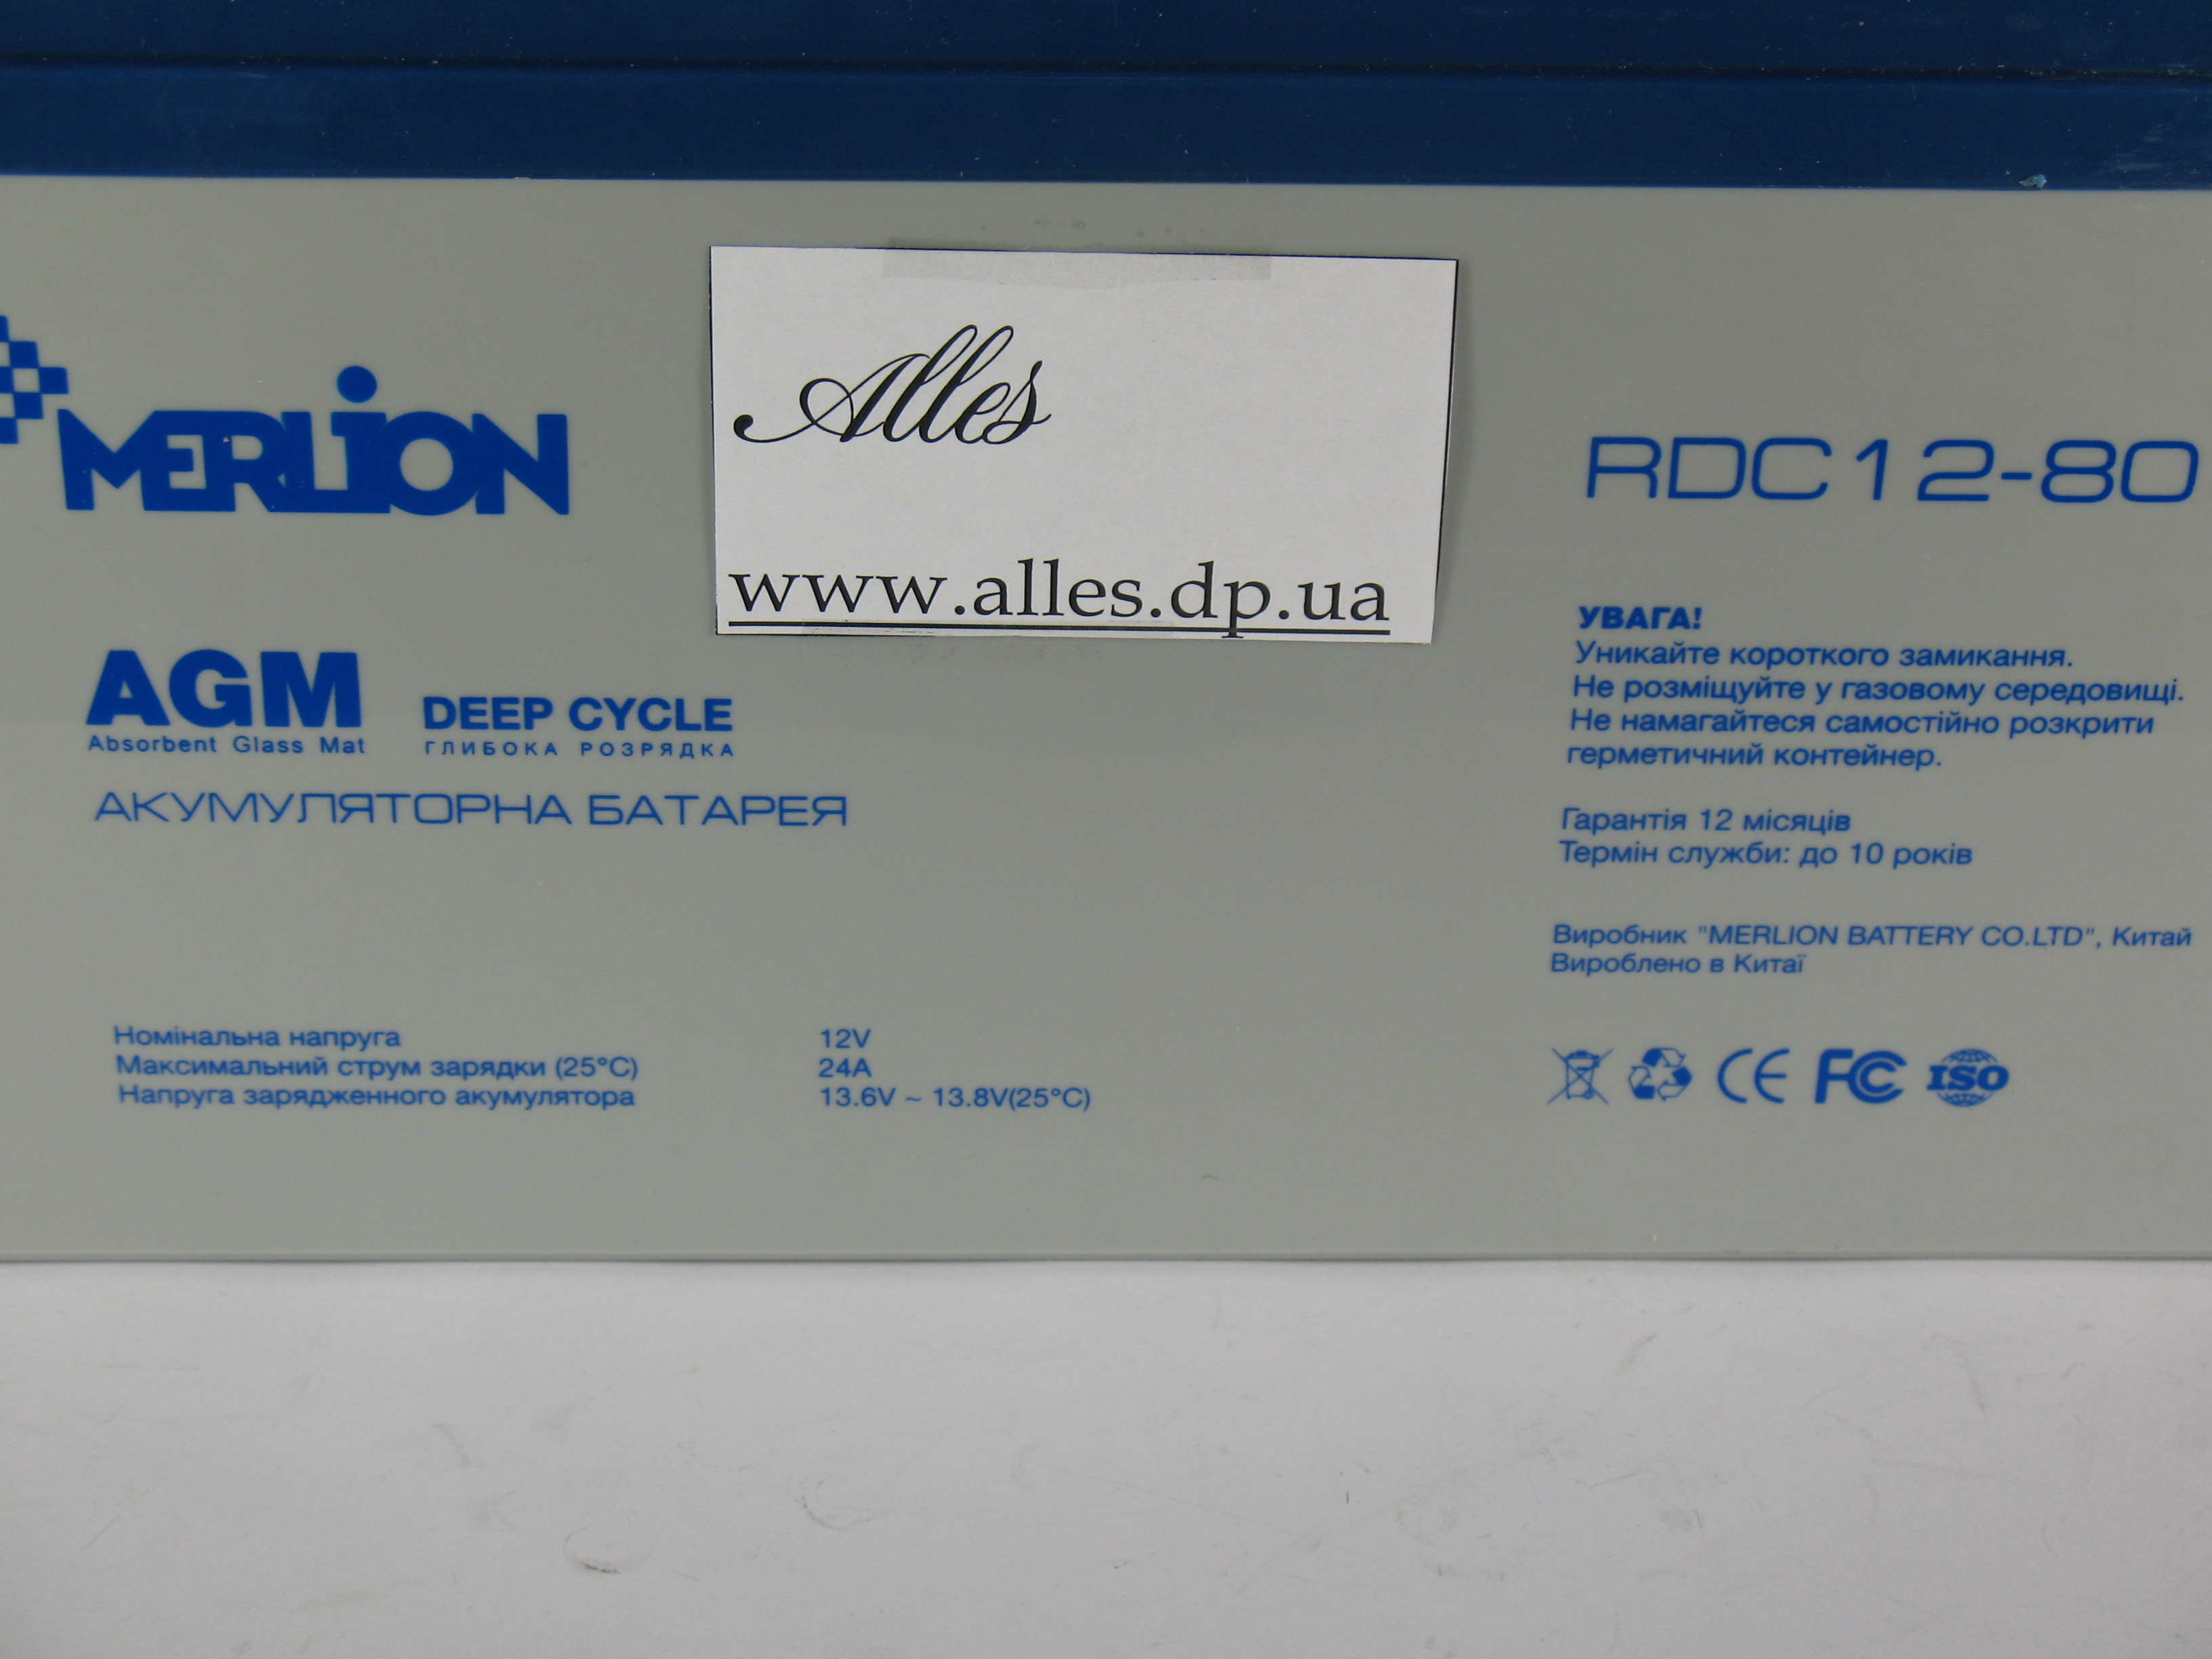 MERLION
Alles
www.alles.dp.ua
RDC12-80
AGM
Absorbent Glass Mat
DEEP CYCLE
ГЛИБОКА РОЗРЯДКА
АКУМУЛЯТОРНА БАТАРЕЯ
УВАГА!
Уникайте короткого замикання.
Не розміщуйте у газовому середовищі.
Не намагайтеся самостійно розкрити
герметичний контейнер.
Гарантія 12 місяців
Термін служби: до 10 років
Виробник "MERLION BATTERY CO.LTD", Китай
Вироблено в Китаї
Номінальна напруга 12V
Максимальний струм зарядки (25°C) 24A
Напруга зарядженного акумулятора 13.6V ~ 13.8V(25°C)
CE FC ISO